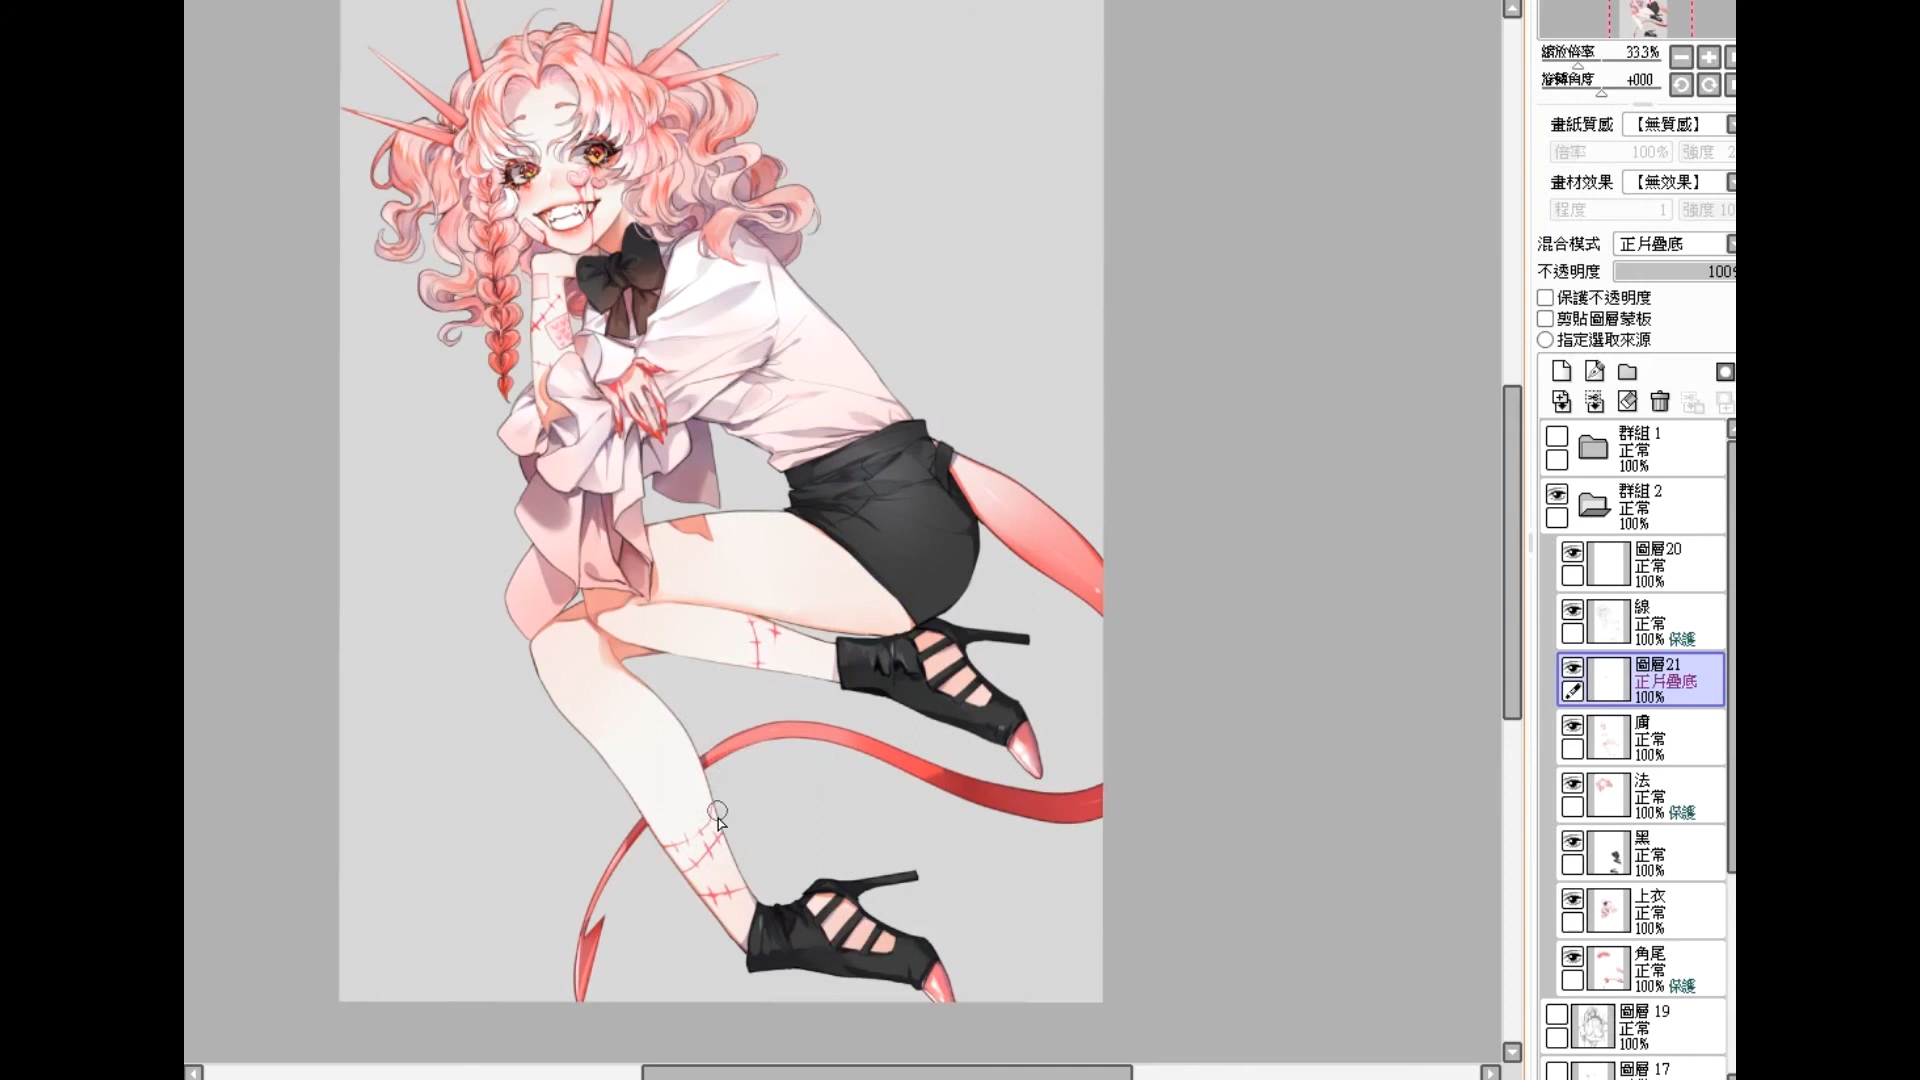 縮放倍率 33.3%
旋轉角度 +000
畫紙質感 【無質感】
倍率 100% 強度 2
畫材效果 【無效果】
程度 1 強度 10
混合模式 正片疊底
不透明度 100%
保護不透明度
剪貼圖層蒙板
指定選取來源
群組 1
正常
100%
群組 2
正常
100%
圖層20
正常
100%
線
正常
100% 保護
圖層21
正片疊底
100%
膚
正常
100%
法
正常
100% 保護
黑
正常
100%
上衣
正常
100%
角尾
正常
100% 保護
圖層 19
正常
100%
圖層 17